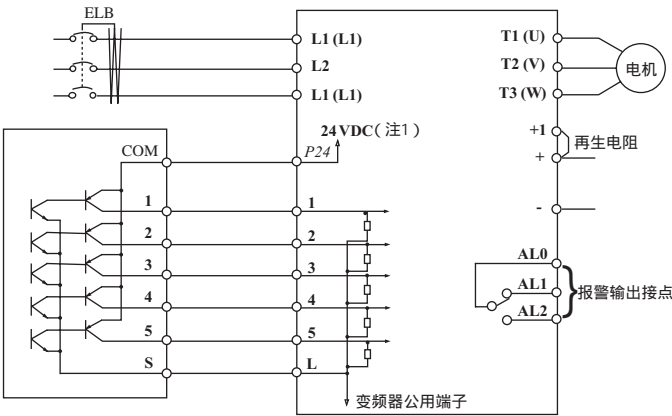 ELB
L1 (L1)
T1 (U)
L2
T2 (V)
电机
L1 (L1)
T3 (W)
24 VDC（注1）
+1
再生电阻
COM
P24
+
1
1
-
2
2
3
3
AL0
4
4
AL1
报警输出接点
5
5
AL2
S
L
变频器公用端子